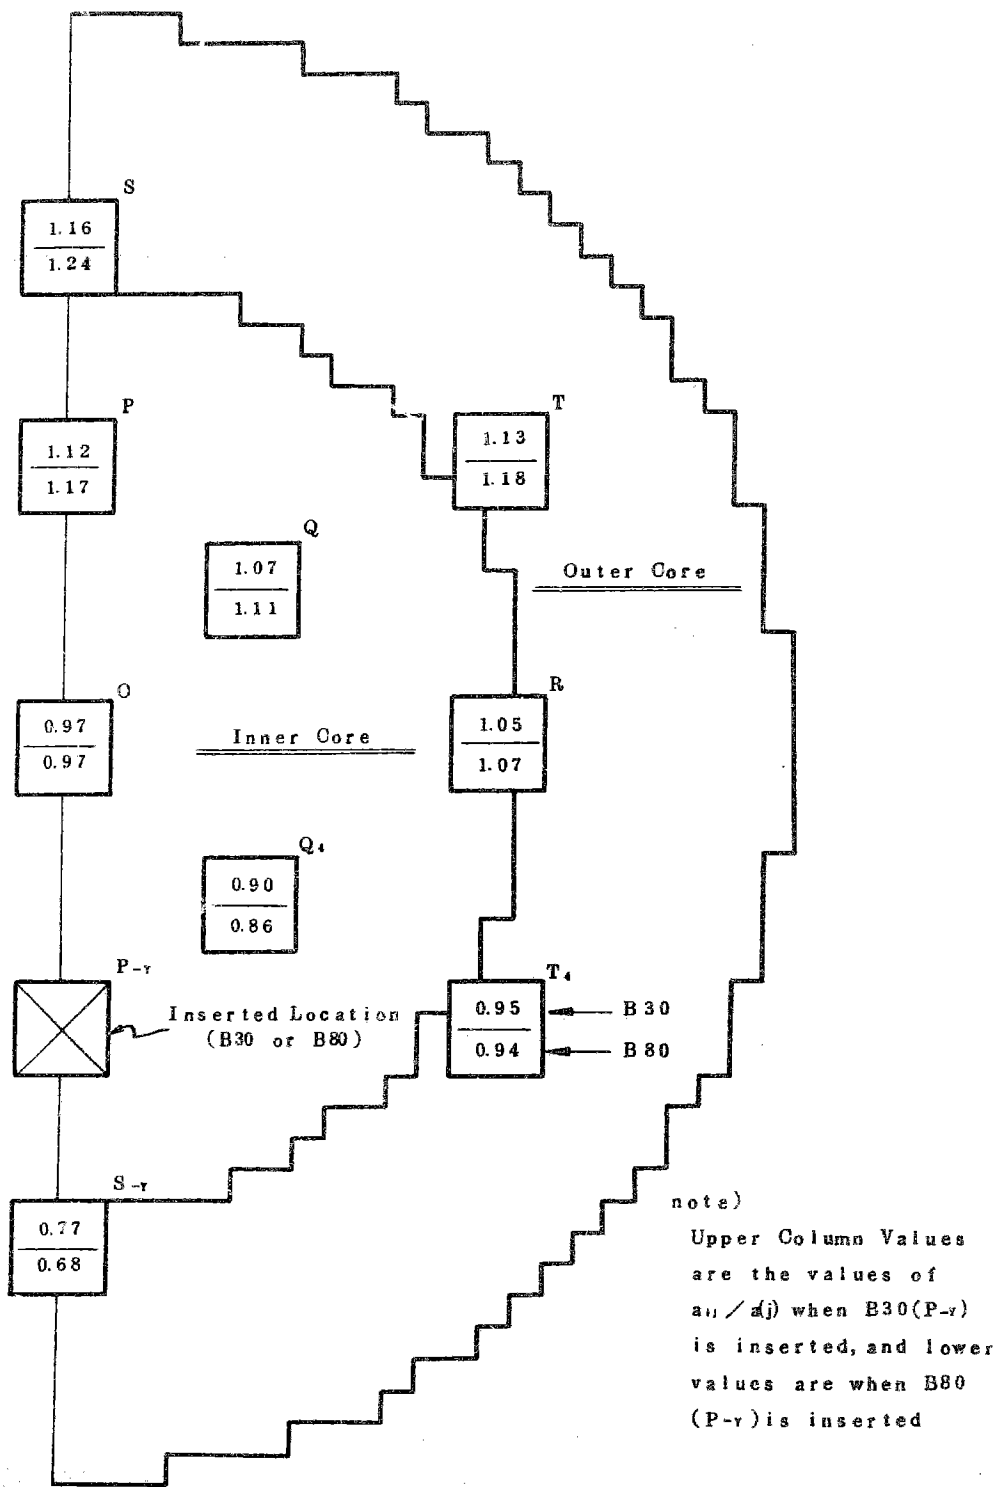 S
1.16
1.24
P
1.12
1.17
T
1.13
1.18
Q
1.07
1.11
Outer Core
O
0.97
0.97
Inner Core
R
1.05
1.07
Q4
0.90
0.86
P-Y
Inserted Location
(B30 or B80)
T4
0.95
0.94
B30
B80
S-Y
0.77
0.68
note)
Upper Column Values
are the values of
aij / a(j) when B30(P-Y)
is inserted, and lower
values are when B80
(P-Y) is inserted